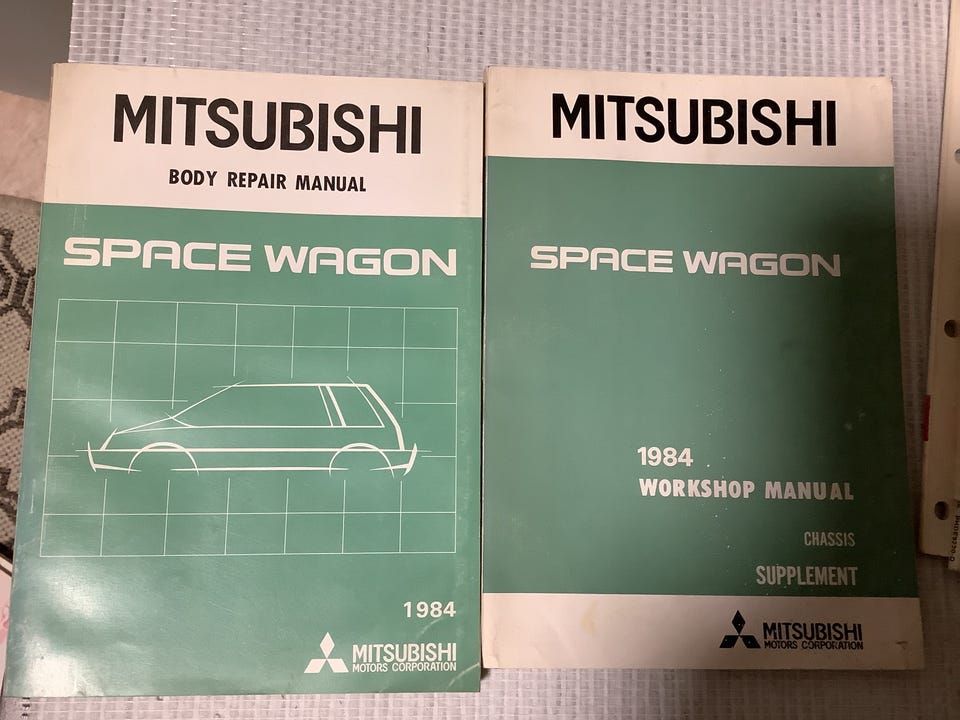 MITSUBISHI
BODY REPAIR MANUAL
SPACE WAGON
1984
MITSUBISHI
MOTORS CORPORATION
MITSUBISHI
SPACE WAGON
1984
WORKSHOP MANUAL
CHASSIS
SUPPLEMENT
MITSUBISHI
MOTORS CORPORATION